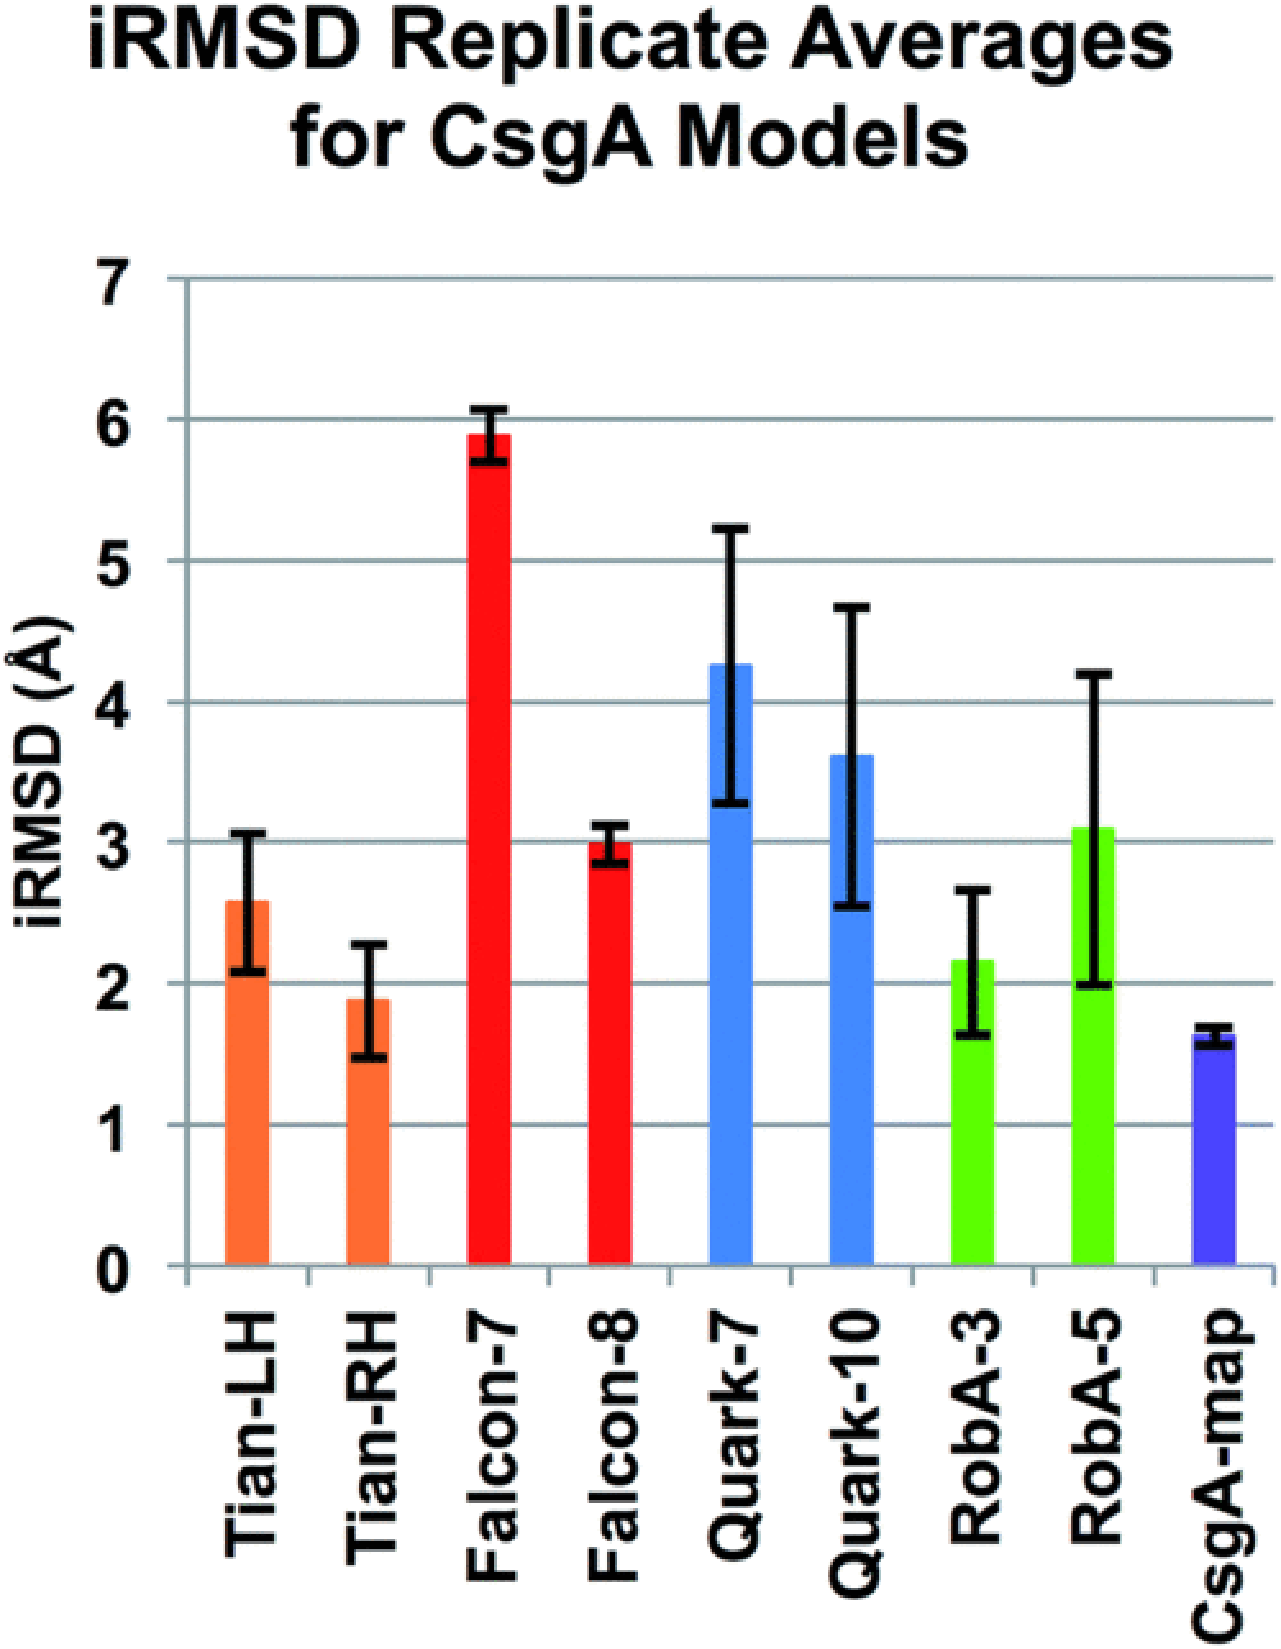 iRMSD Replicate Averages
for CsgA Models
7
6
5
4
3
2
1
0
iRMSD (Å)
Tian-LH
Tian-RH
Falcon-7
Falcon-8
Quark-7
Quark-10
RobA-3
RobA-5
CsgA-map